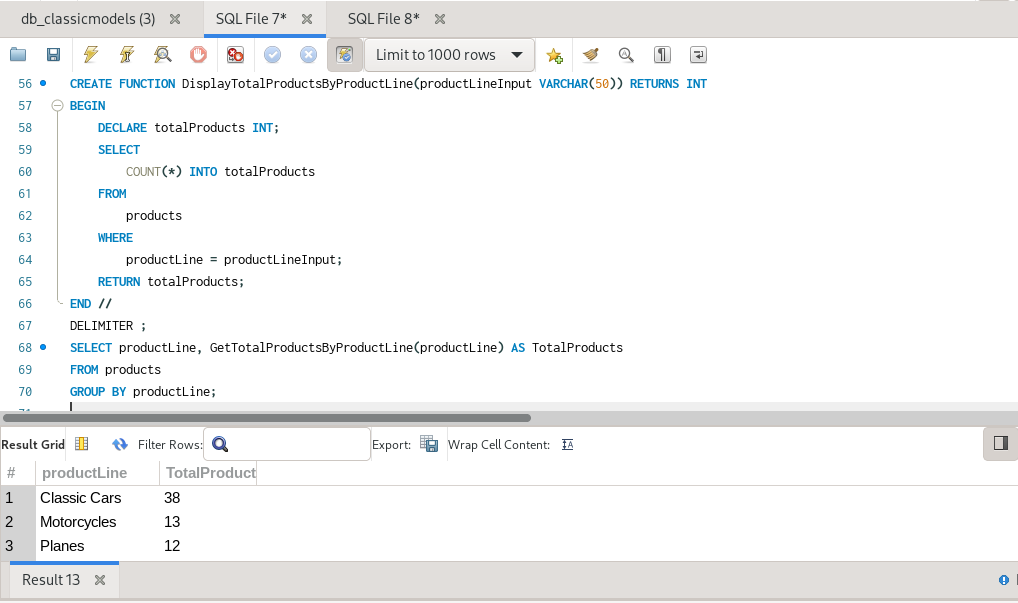 db_classicmodels (3)
SQL File 7*
SQL File 8*
Limit to 1000 rows
56 CREATE FUNCTION DisplayTotalProductsByProductLine(productLineInput VARCHAR(50)) RETURNS INT
57 BEGIN
58 DECLARE totalProducts INT;
59 SELECT
60 COUNT(*) INTO totalProducts
61 FROM
62 products
63 WHERE
64 productLine = productLineInput;
65 RETURN totalProducts;
66 END //
67 DELIMITER ;
68 SELECT productLine, GetTotalProductsByProductLine(productLine) AS TotalProducts
69 FROM products
70 GROUP BY productLine;
71
Result Grid Filter Rows: Export: Wrap Cell Content:
# productLine TotalProduct
1 Classic Cars 38
2 Motorcycles 13
3 Planes 12
Result 13